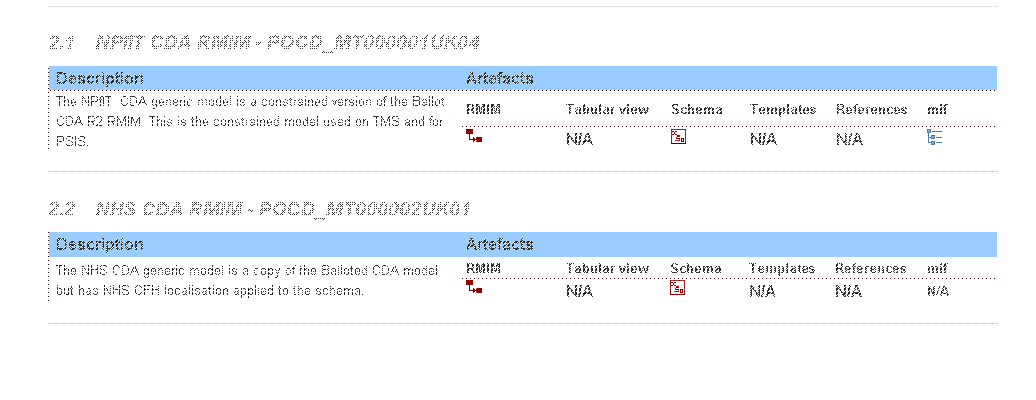 2.1 NPfIT CDA RMIM - POCD_MT000001UK04
Description Artefacts
The NPfIT CDA generic model is a constrained version of the Ballot
CDA R2 RMIM. This is the constrained model used on TMS and for
PSIS.
RMIM Tabular view Schema Templates References mif
N/A N/A N/A
2.2 NHS CDA RMIM - POCD_MT000002UK01
Description Artefacts
The NHS CDA generic model is a copy of the Balloted CDA model
but has NHS CFH localisation applied to the schema.
RMIM Tabular view Schema Templates References mif
N/A N/A N/A N/A